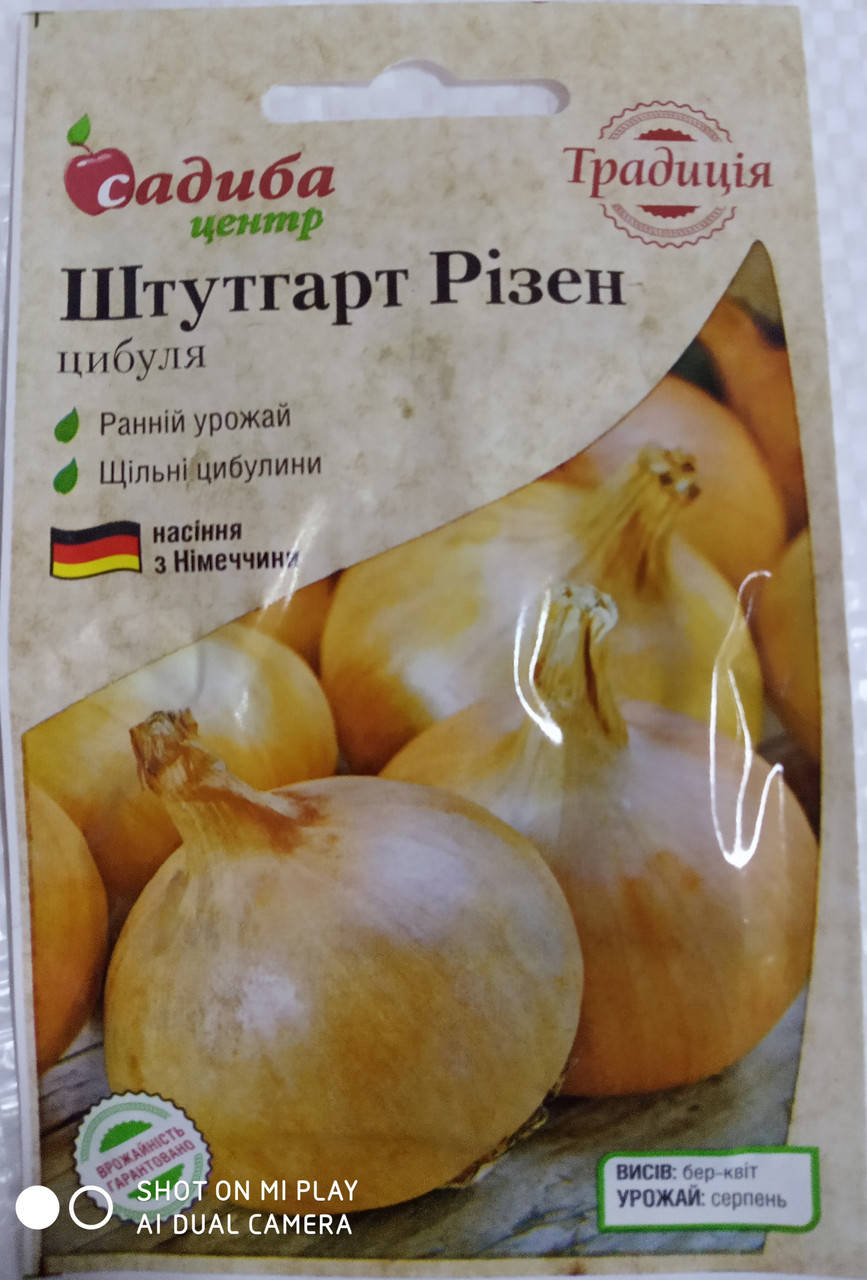 садиба
центр
Традиція
Штутгарт Різен
цибуля
Ранній урожай
Щільні цибулини
насіння
з Німеччини
ВРОЖАЙНІСТЬ
ГАРАНТОВАНО
ВИСІВ: бер-квіт
УРОЖАЙ: серпень
SHOT ON MI PLAY
AI DUAL CAMERA